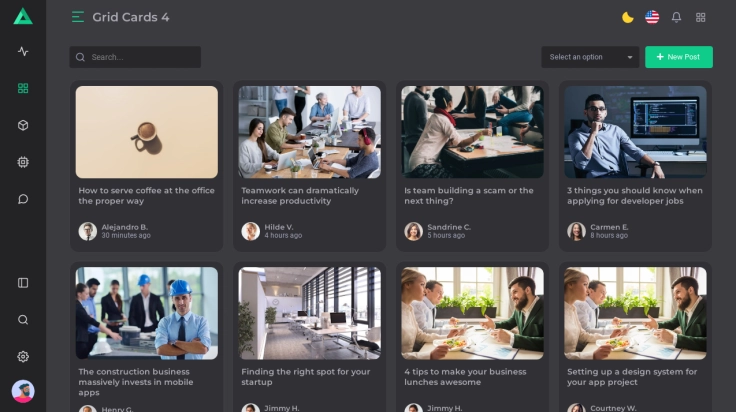 Grid Cards 4
Search...
Select an option
New Post
How to serve coffee at the office
the proper way
Alejandro B.
30 minutes ago
Teamwork can dramatically
increase productivity
Hilde V.
4 hours ago
Is team building a scam or the
next thing?
Sandrine C.
5 hours ago
3 things you should know when
applying for developer jobs
Carmen E.
8 hours ago
The construction business
massively invests in mobile
apps
Henry G.
Finding the right spot for your
startup
Jimmy H.
4 tips to make your business
lunches awesome
Jimmy H.
Setting up a design system for
your app project
Courtney W.